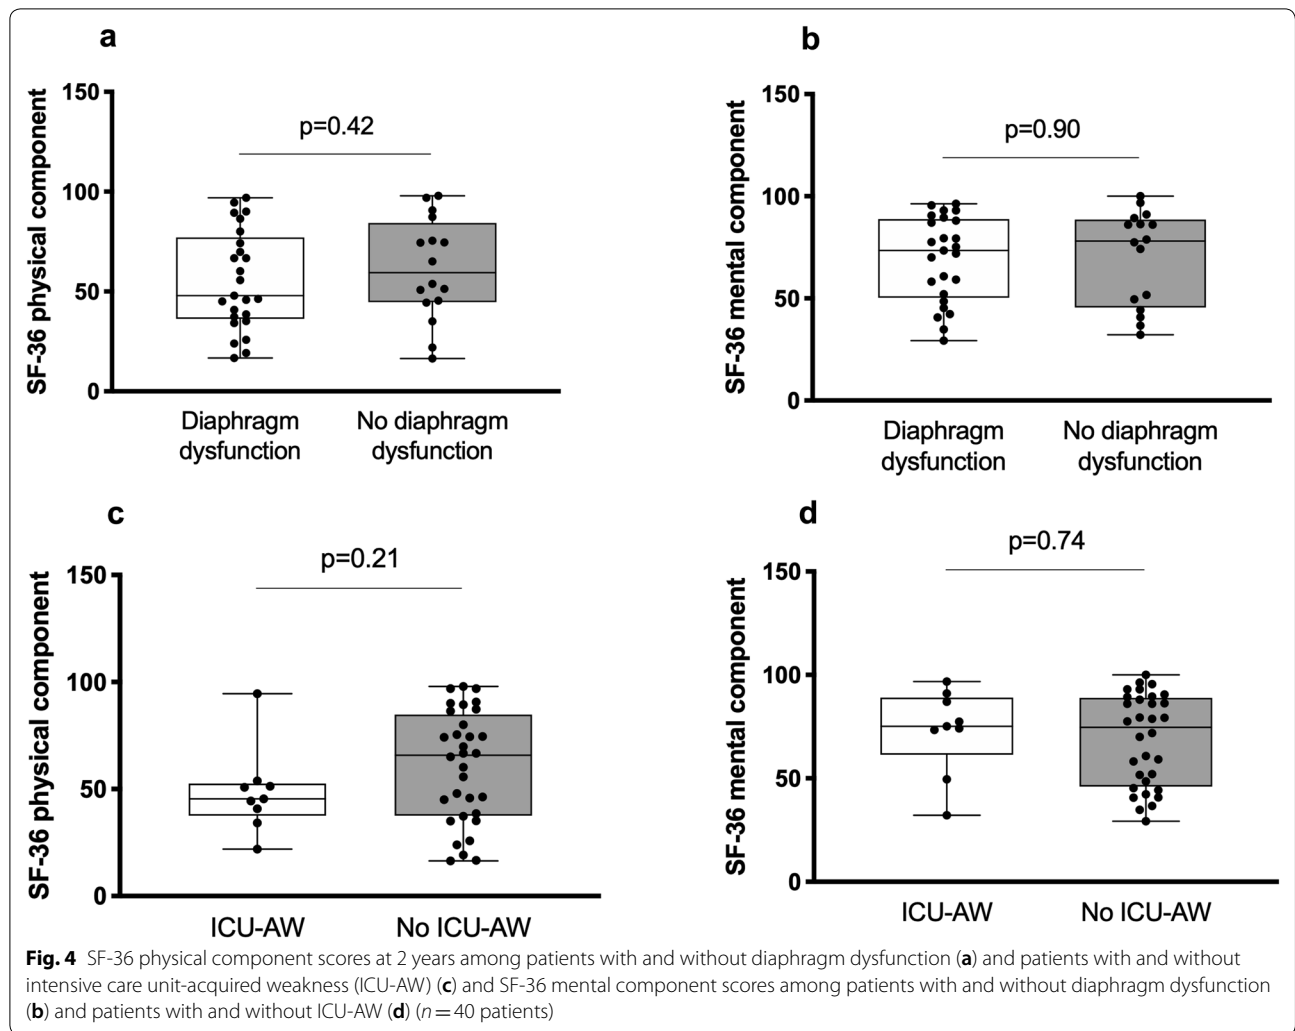 a
SF-36 physical component
150
100
50
0
p=0.42
Diaphragm
dysfunction
No diaphragm
dysfunction
b
SF-36 mental component
150
100
50
0
p=0.90
Diaphragm
dysfunction
No diaphragm
dysfunction
c
SF-36 physical component
150
100
50
0
p=0.21
ICU-AW
No ICU-AW
d
SF-36 mental component
150
100
50
0
p=0.74
ICU-AW
No ICU-AW
Fig. 4 SF-36 physical component scores at 2 years among patients with and without diaphragm dysfunction (a) and patients with and without
intensive care unit-acquired weakness (ICU-AW) (c) and SF-36 mental component scores among patients with and without diaphragm dysfunction
(b) and patients with and without ICU-AW (d) (n = 40 patients)